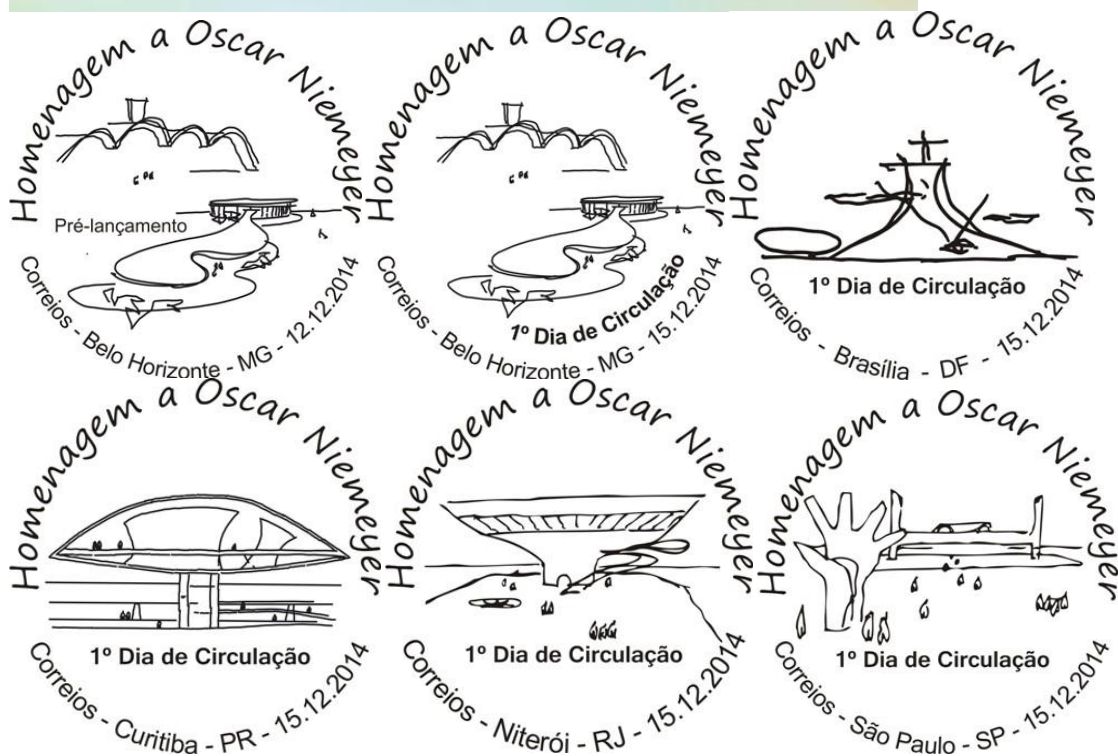 Homenagem a Oscar Niemeyer
Pré-lançamento
Correios - Belo Horizonte - MG - 12.12.2014
Homenagem a Oscar Niemeyer
1º Dia de Circulação
Correios - Belo Horizonte - MG - 15.12.2014
Homenagem a Oscar Niemeyer
1º Dia de Circulação
Correios - Brasília - DF - 15.12.2014
Homenagem a Oscar Niemeyer
1º Dia de Circulação
Correios - Curitiba - PR - 15.12.2014
Homenagem a Oscar Niemeyer
1º Dia de Circulação
Correios - Niterói - RJ - 15.12.2014
Homenagem a Oscar Niemeyer
1º Dia de Circulação
Correios - São Paulo - SP - 15.12.2014